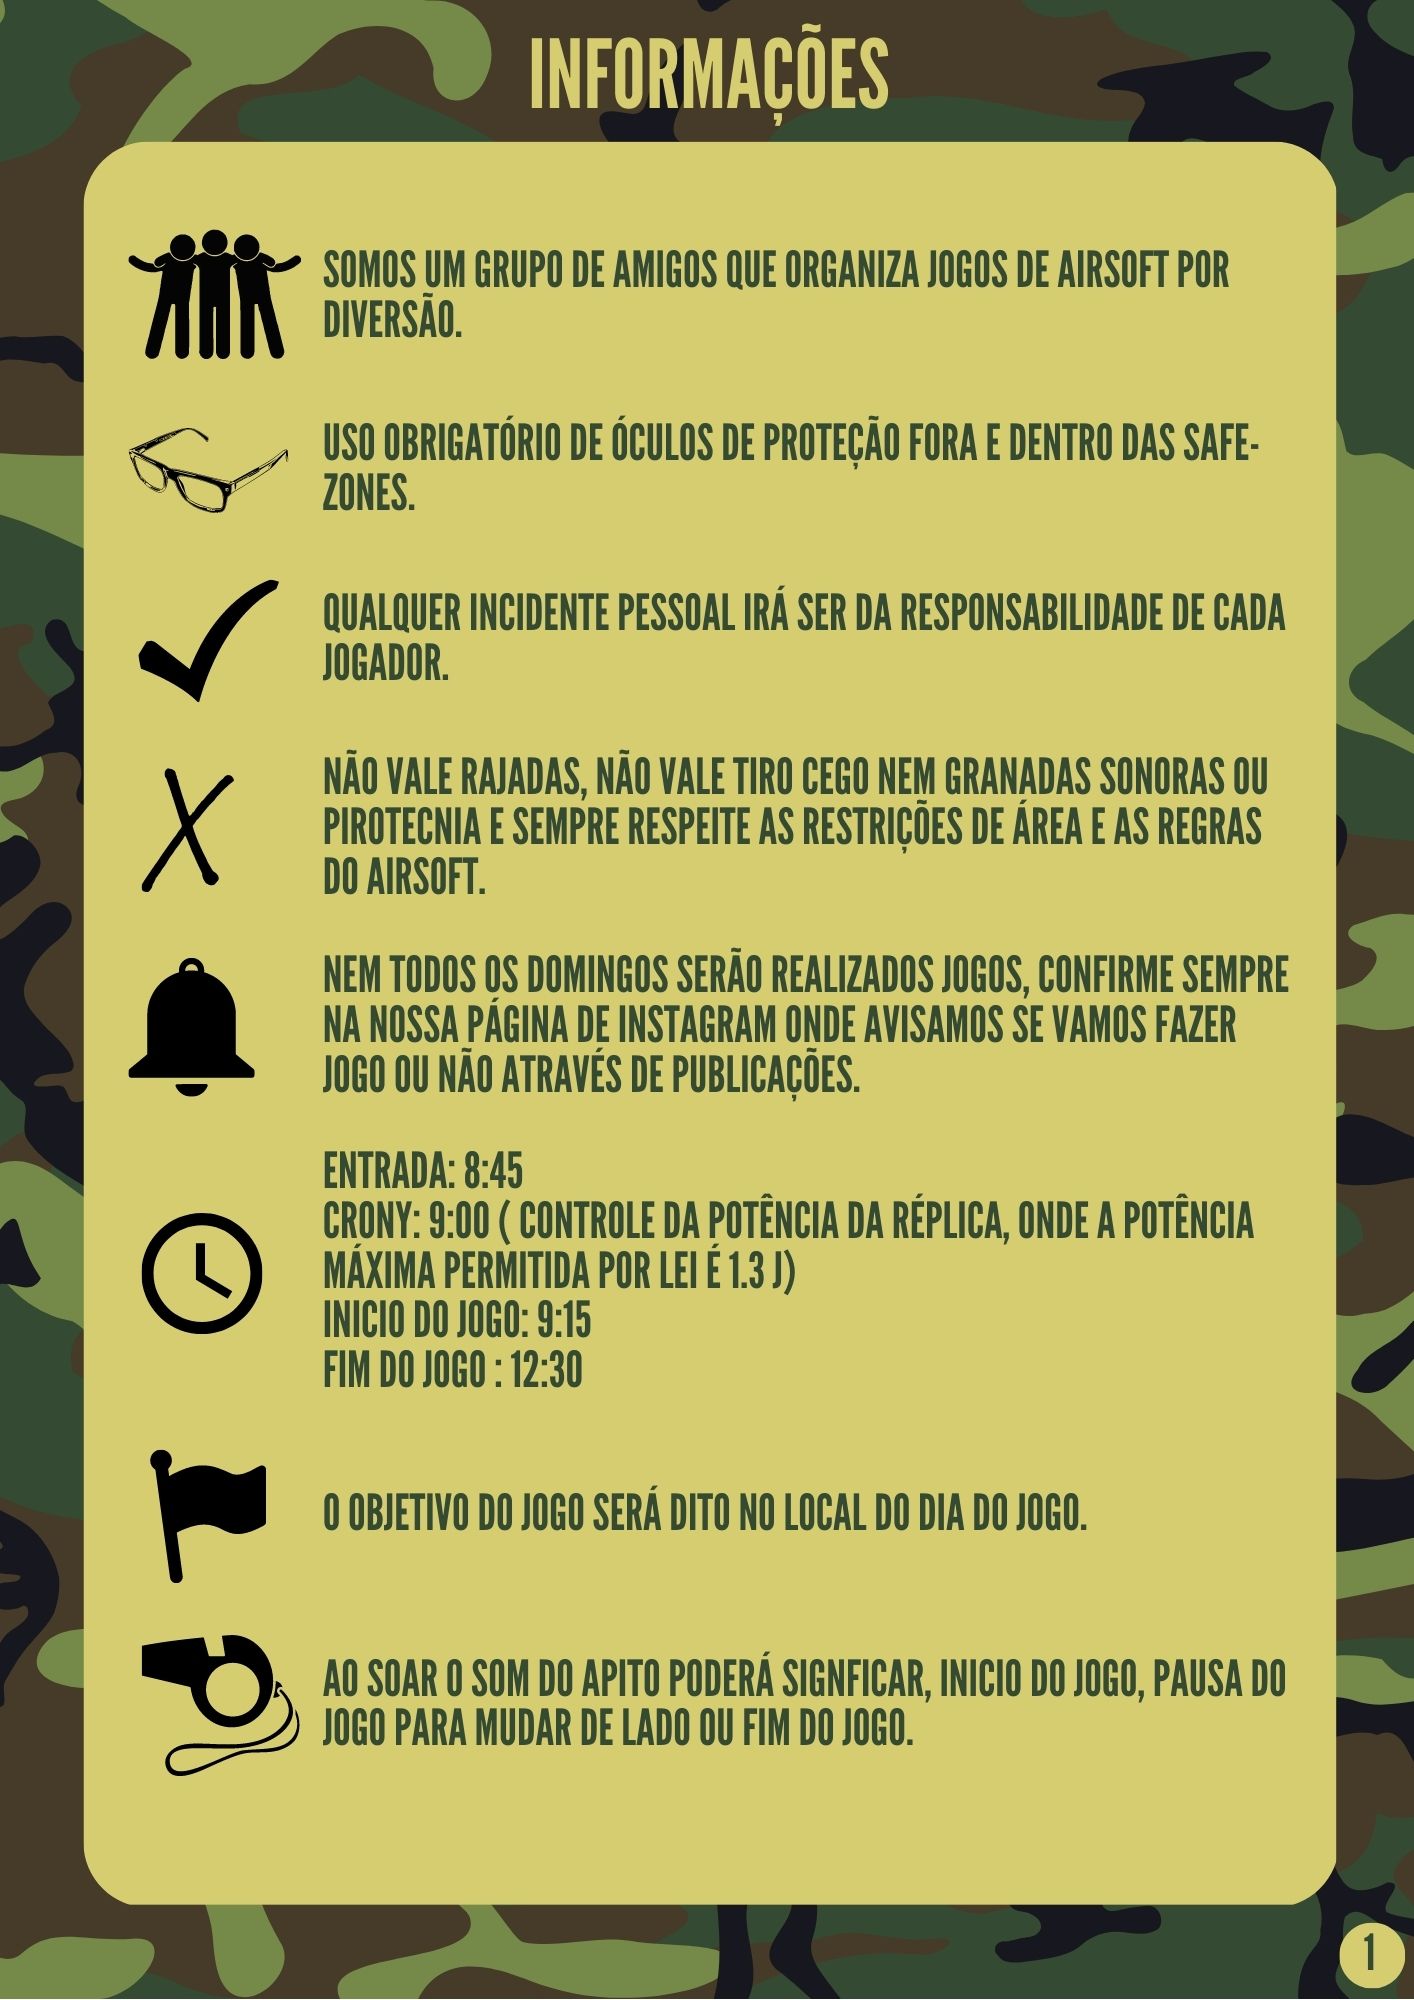 INFORMAÇÕES
SOMOS UM GRUPO DE AMIGOS QUE ORGANIZA JOGOS DE AIRSOFT POR
DIVERSÃO.
USO OBRIGATÓRIO DE ÓCULOS DE PROTEÇÃO FORA E DENTRO DAS SAFE-
ZONES.
QUALQUER INCIDENTE PESSOAL IRÁ SER DA RESPONSABILIDADE DE CADA
JOGADOR.
NÃO VALE RAJADAS, NÃO VALE TIRO CEGO NEM GRANADAS SONORAS OU
PIROTECNIA E SEMPRE RESPEITE AS RESTRIÇÕES DE ÁREA E AS REGRAS
DO AIRSOFT.
NEM TODOS OS DOMINGOS SERÃO REALIZADOS JOGOS, CONFIRME SEMPRE
NA NOSSA PÁGINA DE INSTAGRAM ONDE AVISAMOS SE VAMOS FAZER
JOGO OU NÃO ATRAVÉS DE PUBLICAÇÕES.
ENTRADA: 8:45
CRONY: 9:00 ( CONTROLE DA POTÊNCIA DA RÉPLICA, ONDE A POTÊNCIA
MÁXIMA PERMITIDA POR LEI É 1.3 J)
INICIO DO JOGO: 9:15
FIM DO JOGO : 12:30
O OBJETIVO DO JOGO SERÁ DITO NO LOCAL DO DIA DO JOGO.
AO SOAR O SOM DO APITO PODERÁ SIGNFICAR, INICIO DO JOGO, PAUSA DO
JOGO PARA MUDAR DE LADO OU FIM DO JOGO.
1